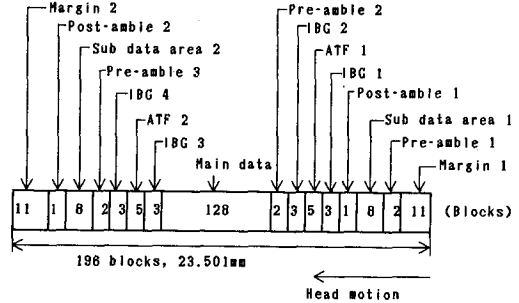 Margin 2
Post-amble 2
Sub data area 2
Pre-amble 3
IBG 4
ATF 2
IBG 3
Main data
Pre-amble 2
IBG 2
ATF 1
IBG 1
Post-amble 1
Sub data area 1
Pre-amble 1
Margin 1
11 1 8 2 3 5 3 128 2 3 5 3 1 8 2 11 (Blocks)
196 blocks, 23.501mm
Head motion